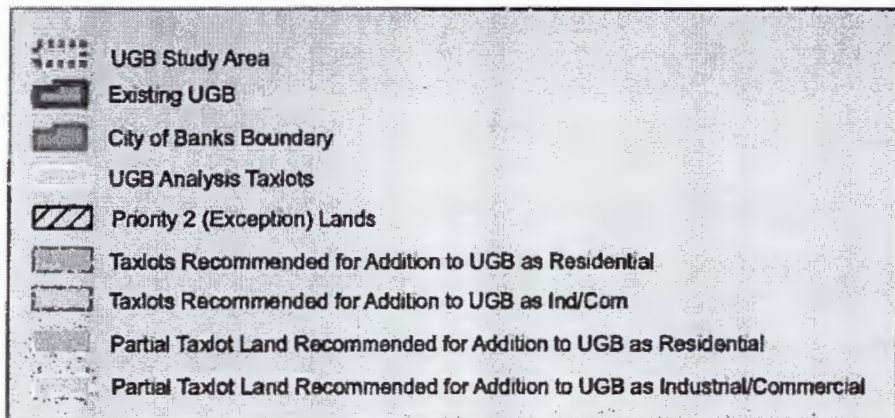 UGB Study Area
Existing UGB
City of Banks Boundary
UGB Analysis Taxlots
Priority 2 (Exception) Lands
Taxlots Recommended for Addition to UGB as Residential
Taxlots Recommended for Addition to UGB as Ind/Com
Partial Taxlot Land Recommended for Addition to UGB as Residential
Partial Taxlot Land Recommended for Addition to UGB as Industrial/Commercial